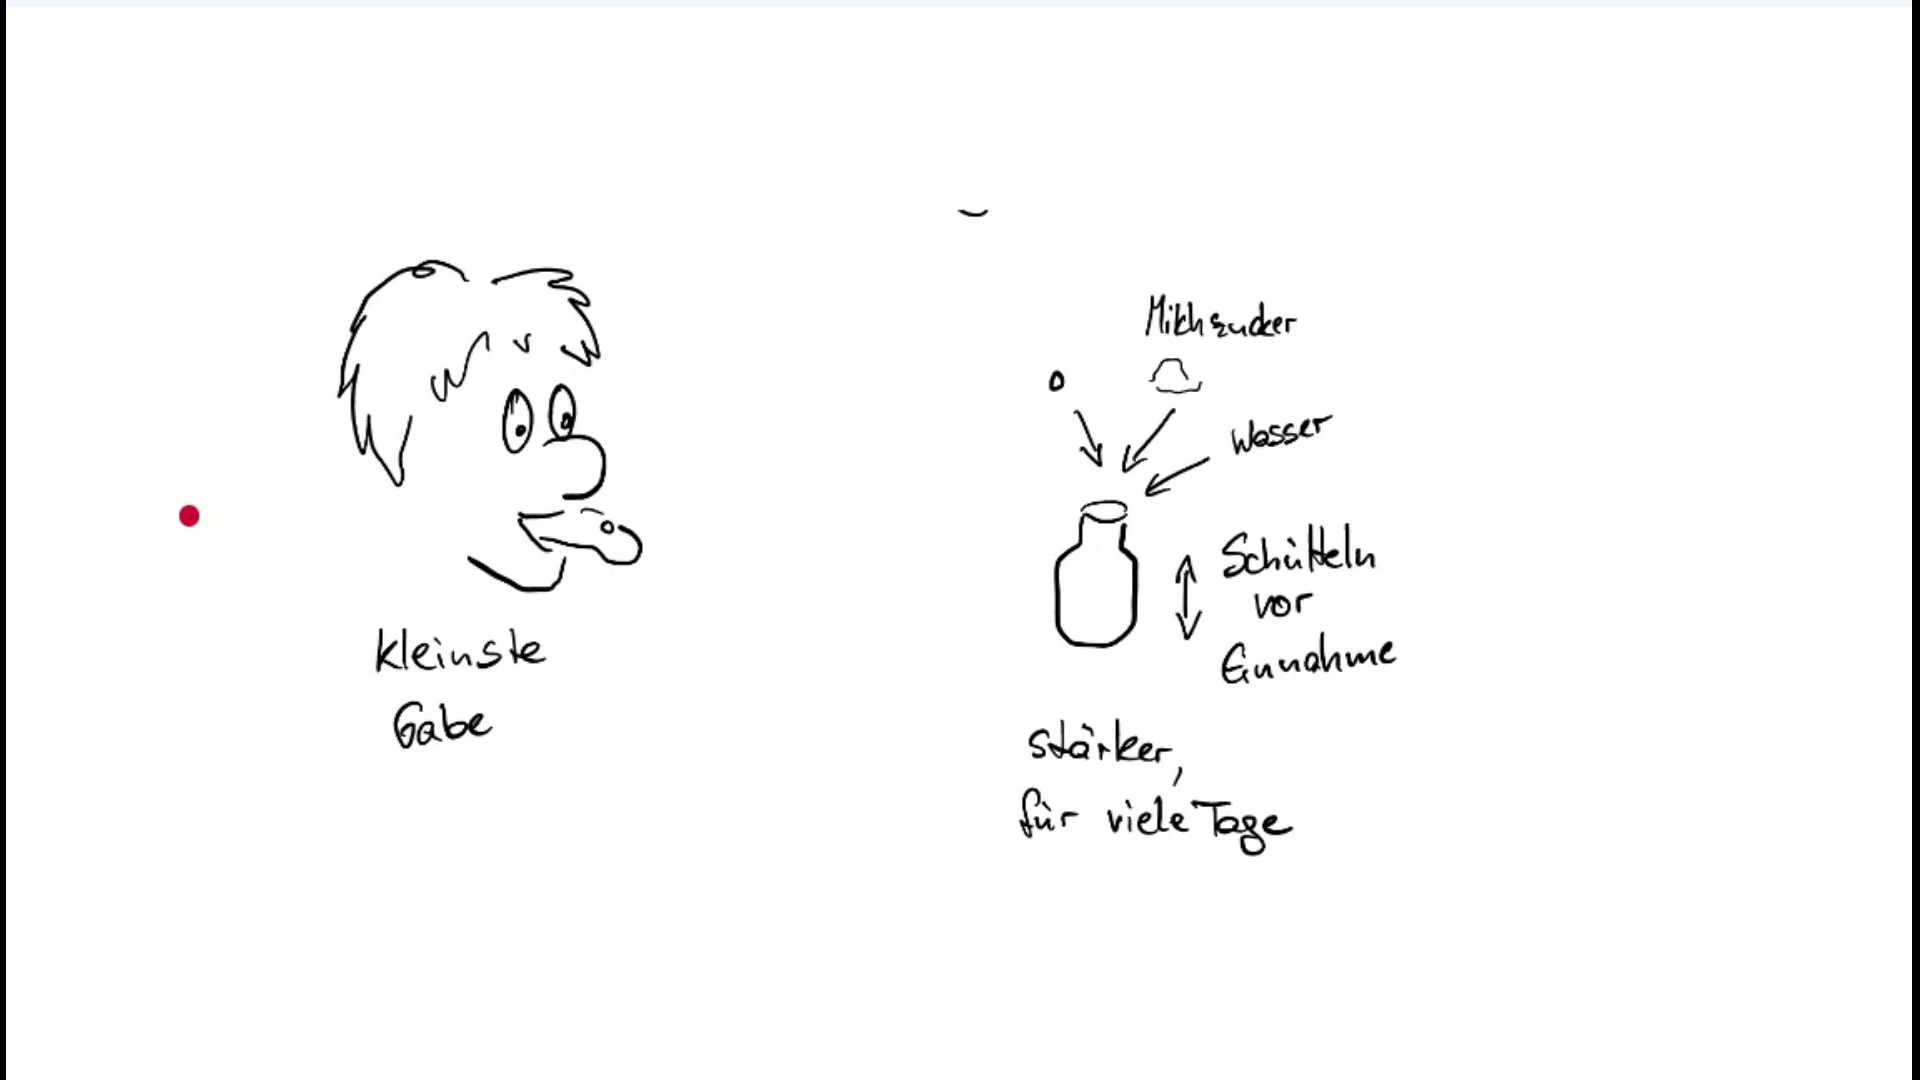 Kleinste
Gabe
Milchzucker
Wasser
Schütteln
vor
Einnahme
stärker,
für viele Tage